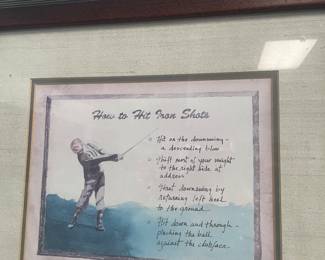 How to Hit Iron Shots
Hit on the downswing -
a descending blow
Shift part of your weight
to the right side at
address
Start downswing by
returning left heel
to the ground
Hit down and through -
pinching the ball
against the clubface